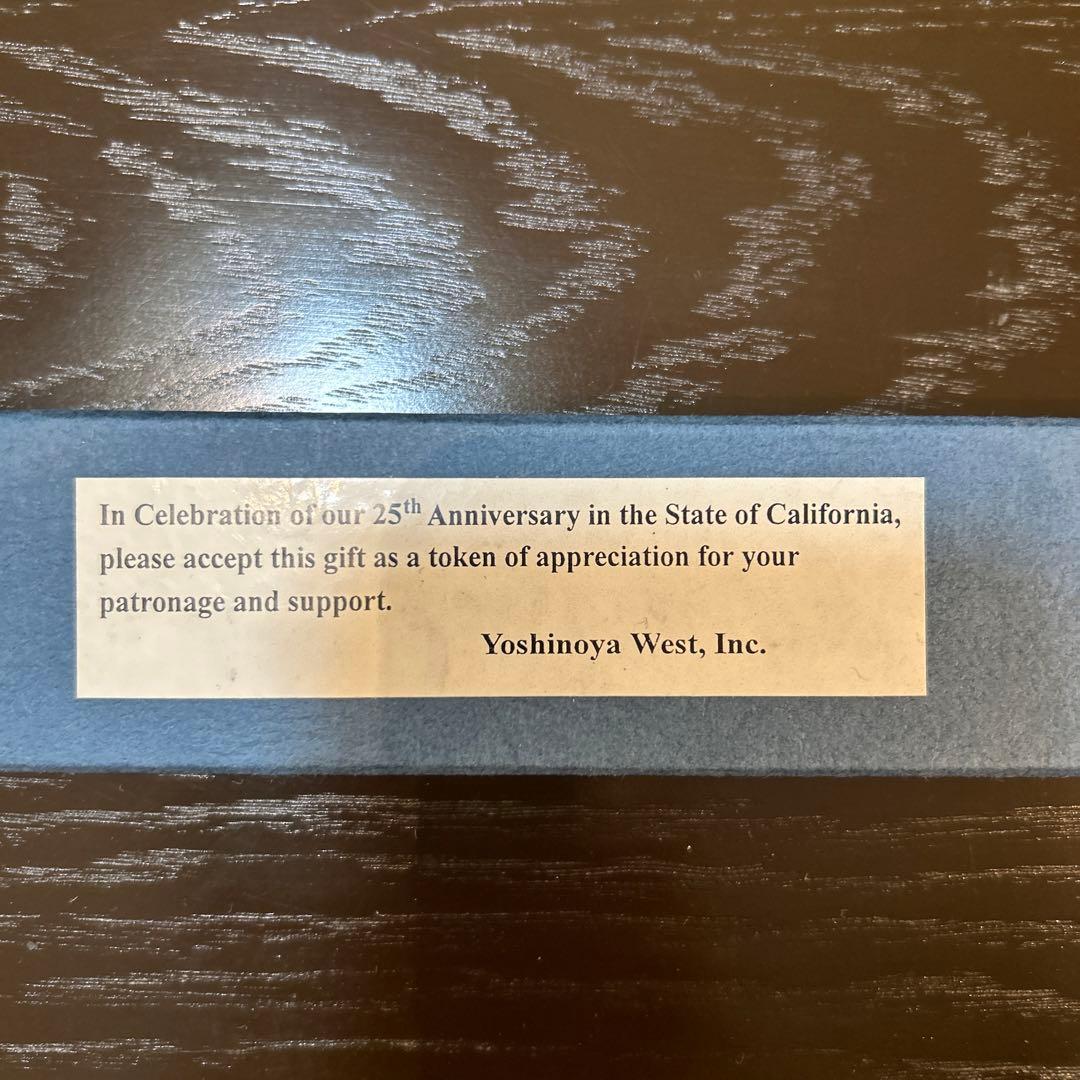 In Celebration of our 25th Anniversary in the State of California,
please accept this gift as a token of appreciation for your
patronage and support.
Yoshinoya West, Inc.